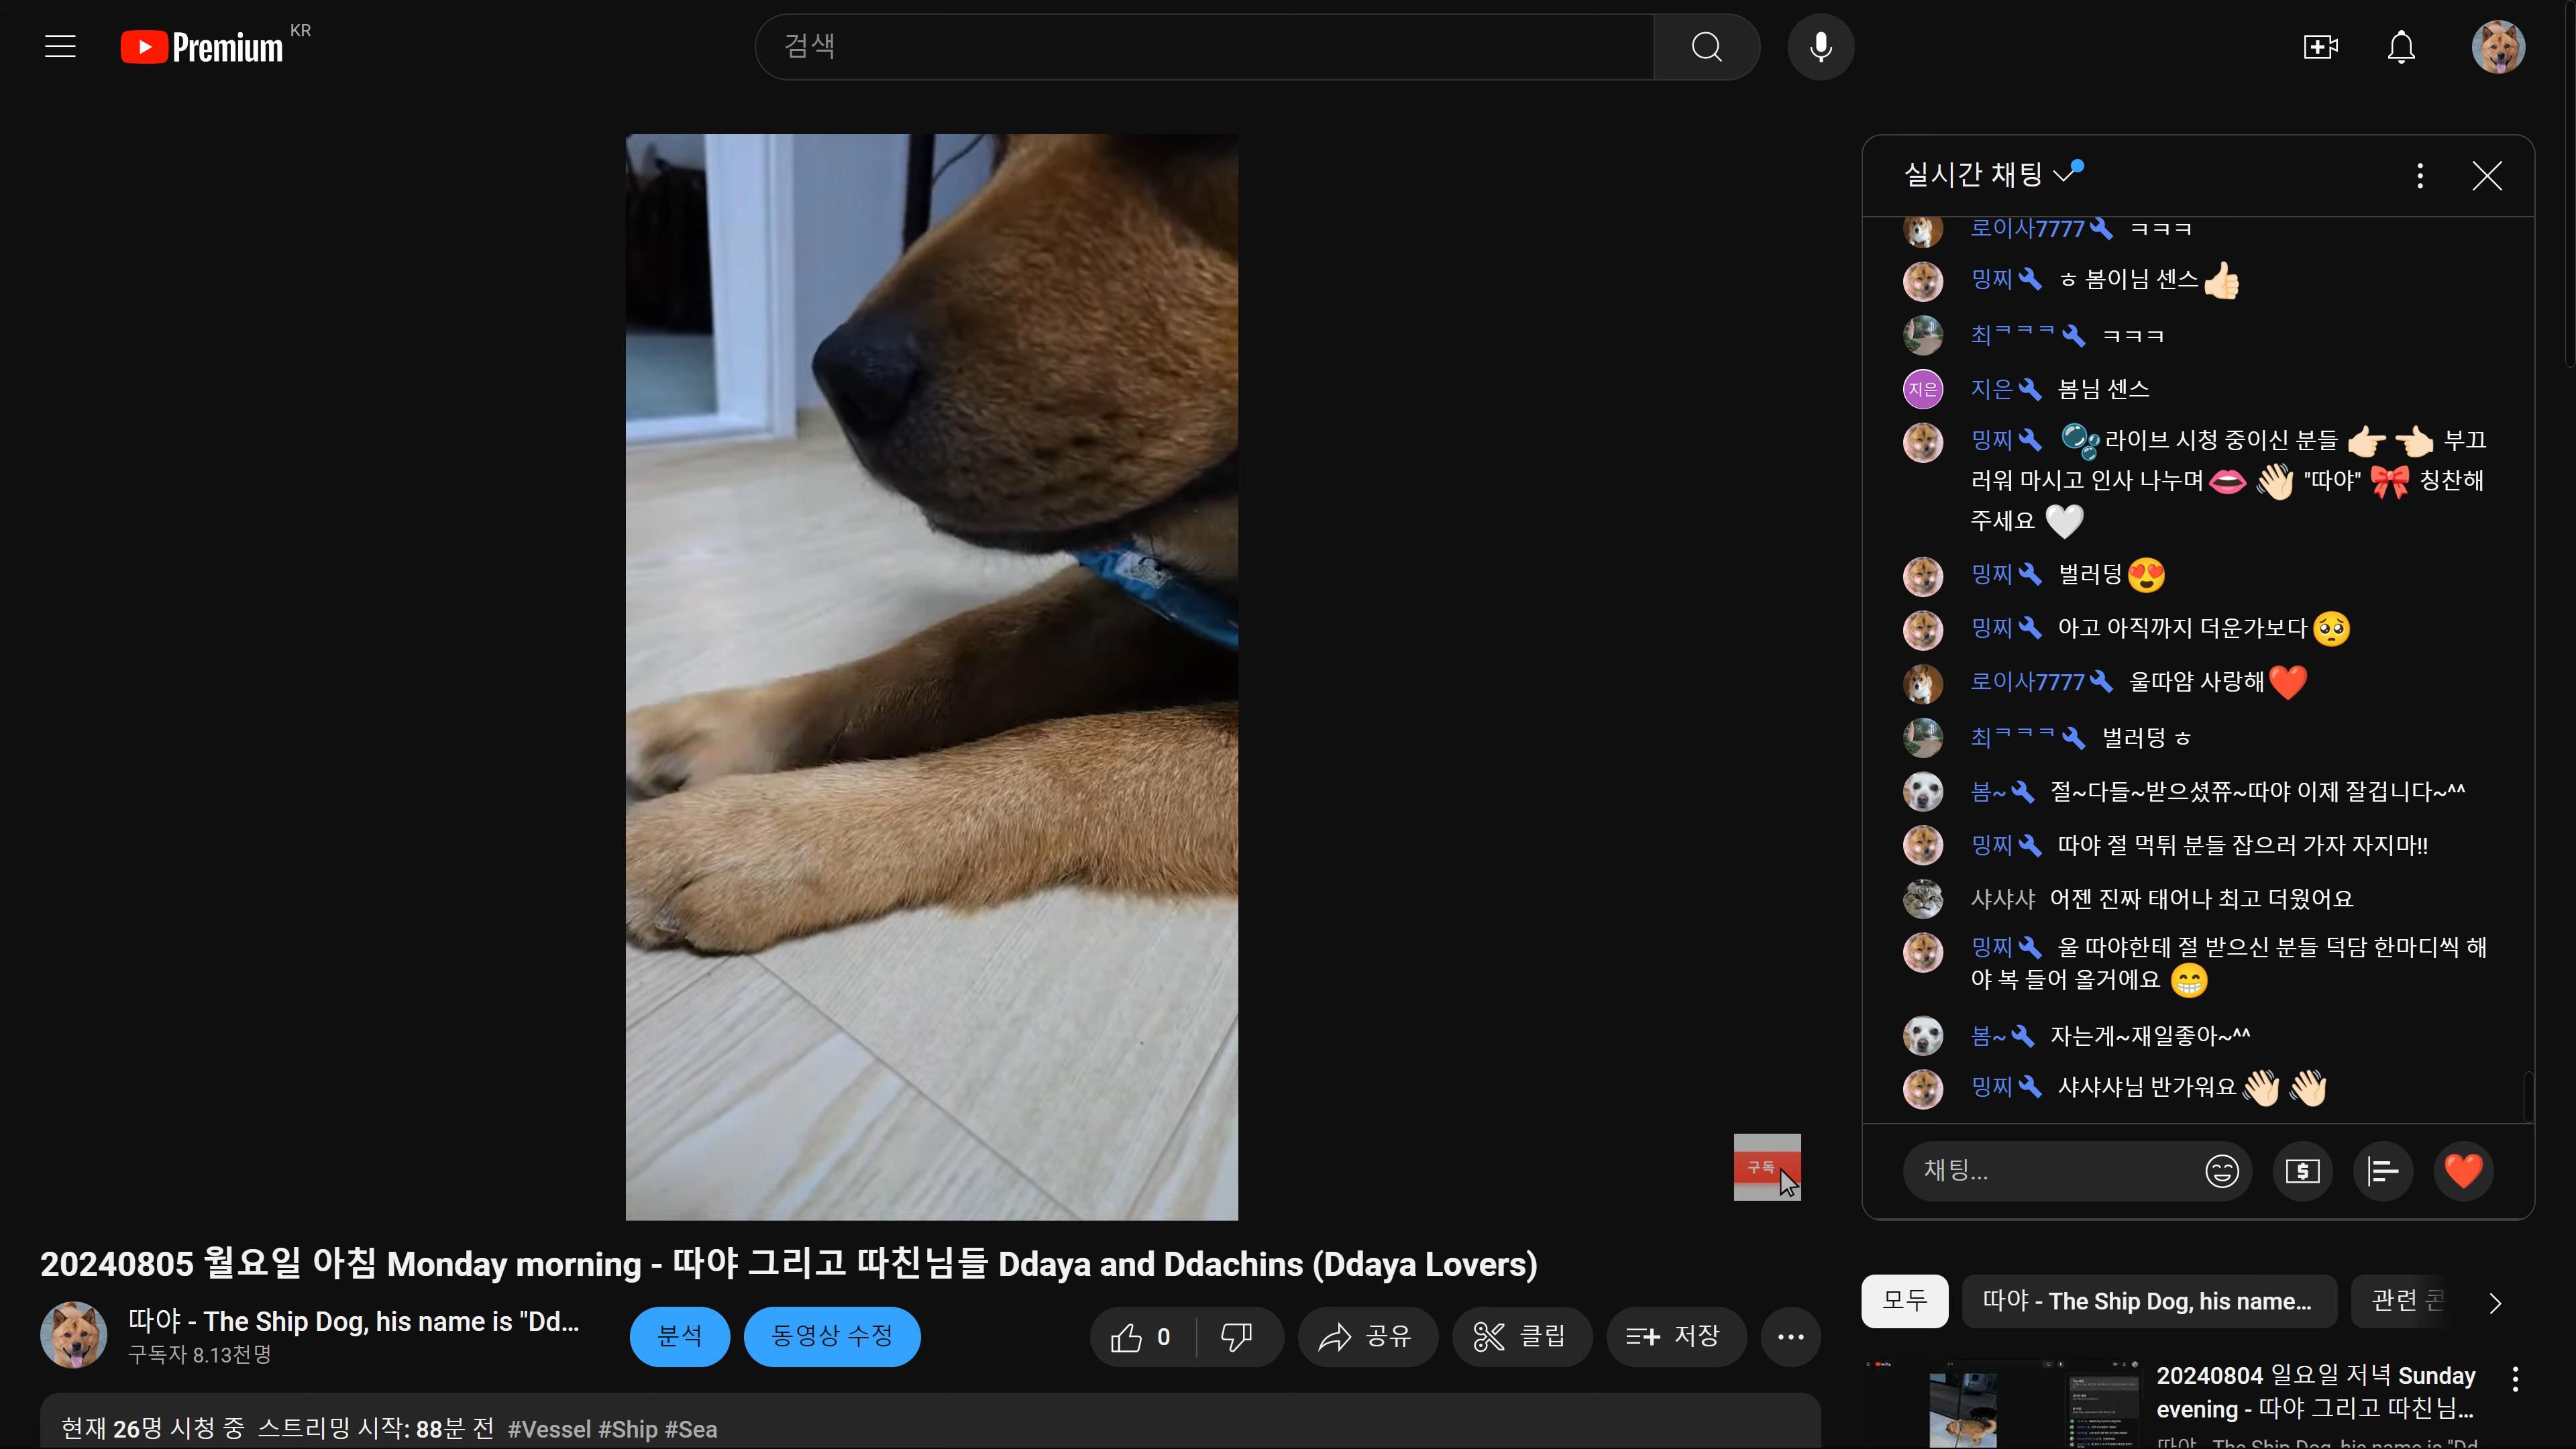 Premium KR
검색
실시간 채팅
로이사7777 ㅋㅋㅋ
밍찌 ㅎ 봄이님 센스👍🏻
최ᄏᄏᄏ ㅋㅋㅋ
지은
지은 봄님 센스
밍찌 🫧라이브 시청 중이신 분들 👉🏻👈🏻 부끄
러워 마시고 인사 나누며👄👋🏻 "따야" 🎀 칭찬해
주세요 🤍
밍찌 벌러덩😍
밍찌 아고 아직까지 더운가보다🥺
로이사7777 울따얌 사랑해❤️
최ᄏᄏᄏ 벌러덩 ㅎ
봄~ 절~다들~받으셨쮸~따야 이제 잘겁니다~^^
밍찌 따야 절 먹튀 분들 잡으러 가자 자지마!!
샤샤샤 어젠 진짜 태어나 최고 더웠어요
밍찌 울 따야한테 절 받으신 분들 덕담 한마디씩 해
야 복 들어 올거에요 😁
봄~ 자는게~재일좋아~^^
밍찌 샤샤샤님 반가워요👋🏻👋🏻
채팅...
구독
20240805 월요일 아침 Monday morning - 따야 그리고 따친님들 Ddaya and Ddachins (Ddaya Lovers)
따야 - The Ship Dog, his name is "Dd...
구독자 8.13천명
분석
동영상 수정
0
공유
클립
저장
현재 26명 시청 중 스트리밍 시작: 88분 전 #Vessel #Ship #Sea
모두
따야 - The Ship Dog, his name...
관련 콘
20240804 일요일 저녁 Sunday
evening - 따야 그리고 따친님...
따야 - The Ship Dog, his name is "Dd